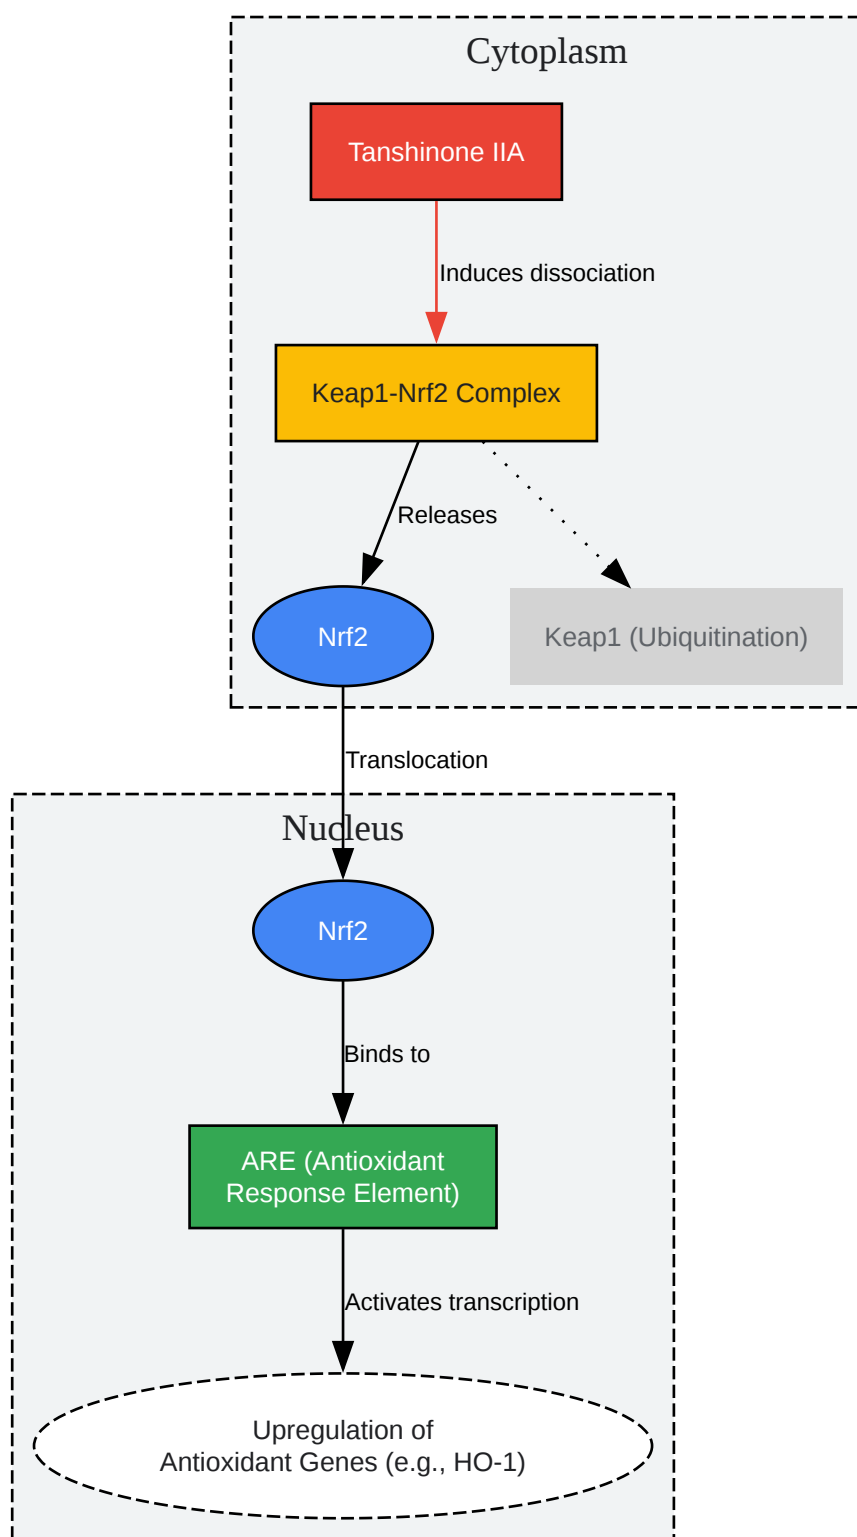 Cytoplasm
Tanshinone IIA
Induces dissociation
Keap1-Nrf2 Complex
Releases
Nrf2
Keap1 (Ubiquitination)
Translocation
Nucleus
Nrf2
Binds to
ARE (Antioxidant
Response Element)
Activates transcription
Upregulation of
Antioxidant Genes (e.g., HO-1)